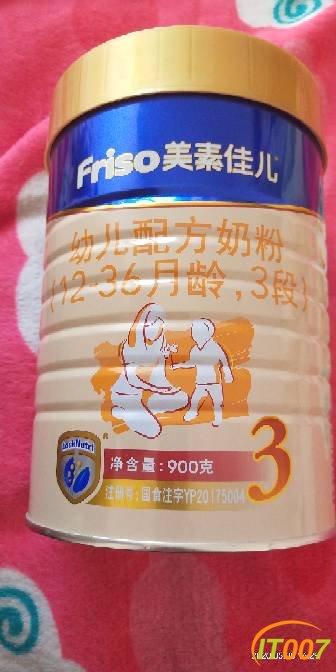 Friso美素佳儿
幼儿配方奶粉
(12-36月龄,3段)
LockNutri
净含量:900克
注册号:国食注字YP20175004
3
IT007